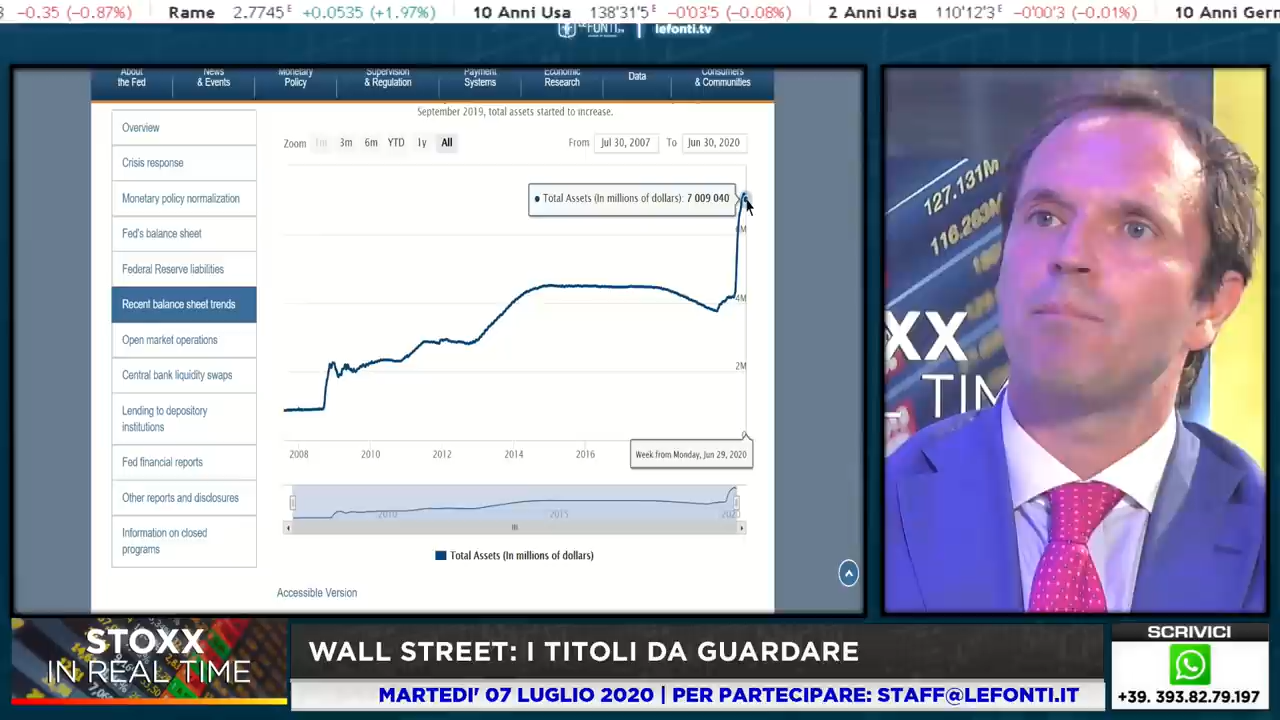 -0.35 (-0.87%) Rame 2.7745E +0.0535 (+1.97%) 10 Anni Usa 138'31'5E -0'03'5 (-0.08%) 2 Anni Usa 110'12'3E -0'00'3 (-0.01%) 10 Anni Germ
LEFONTI.TV | lefonti.tv
About the Fed
News & Events
Monetary Policy
Supervision & Regulation
Payment Systems
Economic Research
Data
Consumers & Communities
September 2019, total assets started to increase.
Overview
Crisis response
Monetary policy normalization
Fed's balance sheet
Federal Reserve liabilities
Recent balance sheet trends
Open market operations
Central bank liquidity swaps
Lending to depository
institutions
Fed financial reports
Other reports and disclosures
Information on closed
programs
Zoom 1m 3m 6m YTD 1y All From Jul 30, 2007 To Jun 30, 2020
Total Assets (In millions of dollars): 7 009 040
6M
4M
2M
0
2008 2010 2012 2014 2016
Week from Monday, Jun 29, 2020
2010 2015 2020
Total Assets (In millions of dollars)
Accessible Version
127.131M
116.263M
XX
TIM
STOXX
IN REAL TIME
WALL STREET: I TITOLI DA GUARDARE
MARTEDI' 07 LUGLIO 2020 | PER PARTECIPARE: STAFF@LEFONTI.IT
SCRIVICI
+39. 393.82.79.197